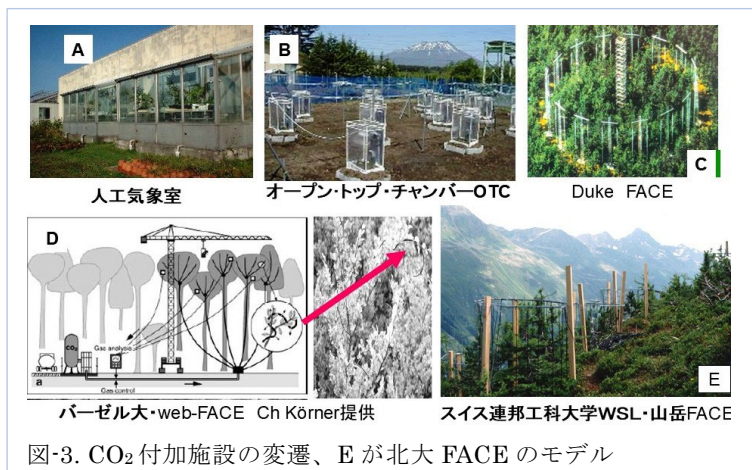 A
B
C
人工気象室
オープン・トップ・チャンバーOTC
Duke FACE
D
CO₂
Gas analysis
Gas control
a
E
バーゼル大・web-FACE Ch Körner提供
スイス連邦工科大学WSL・山岳FACE
図-3. CO₂付加施設の変遷、E が北大 FACE のモデル